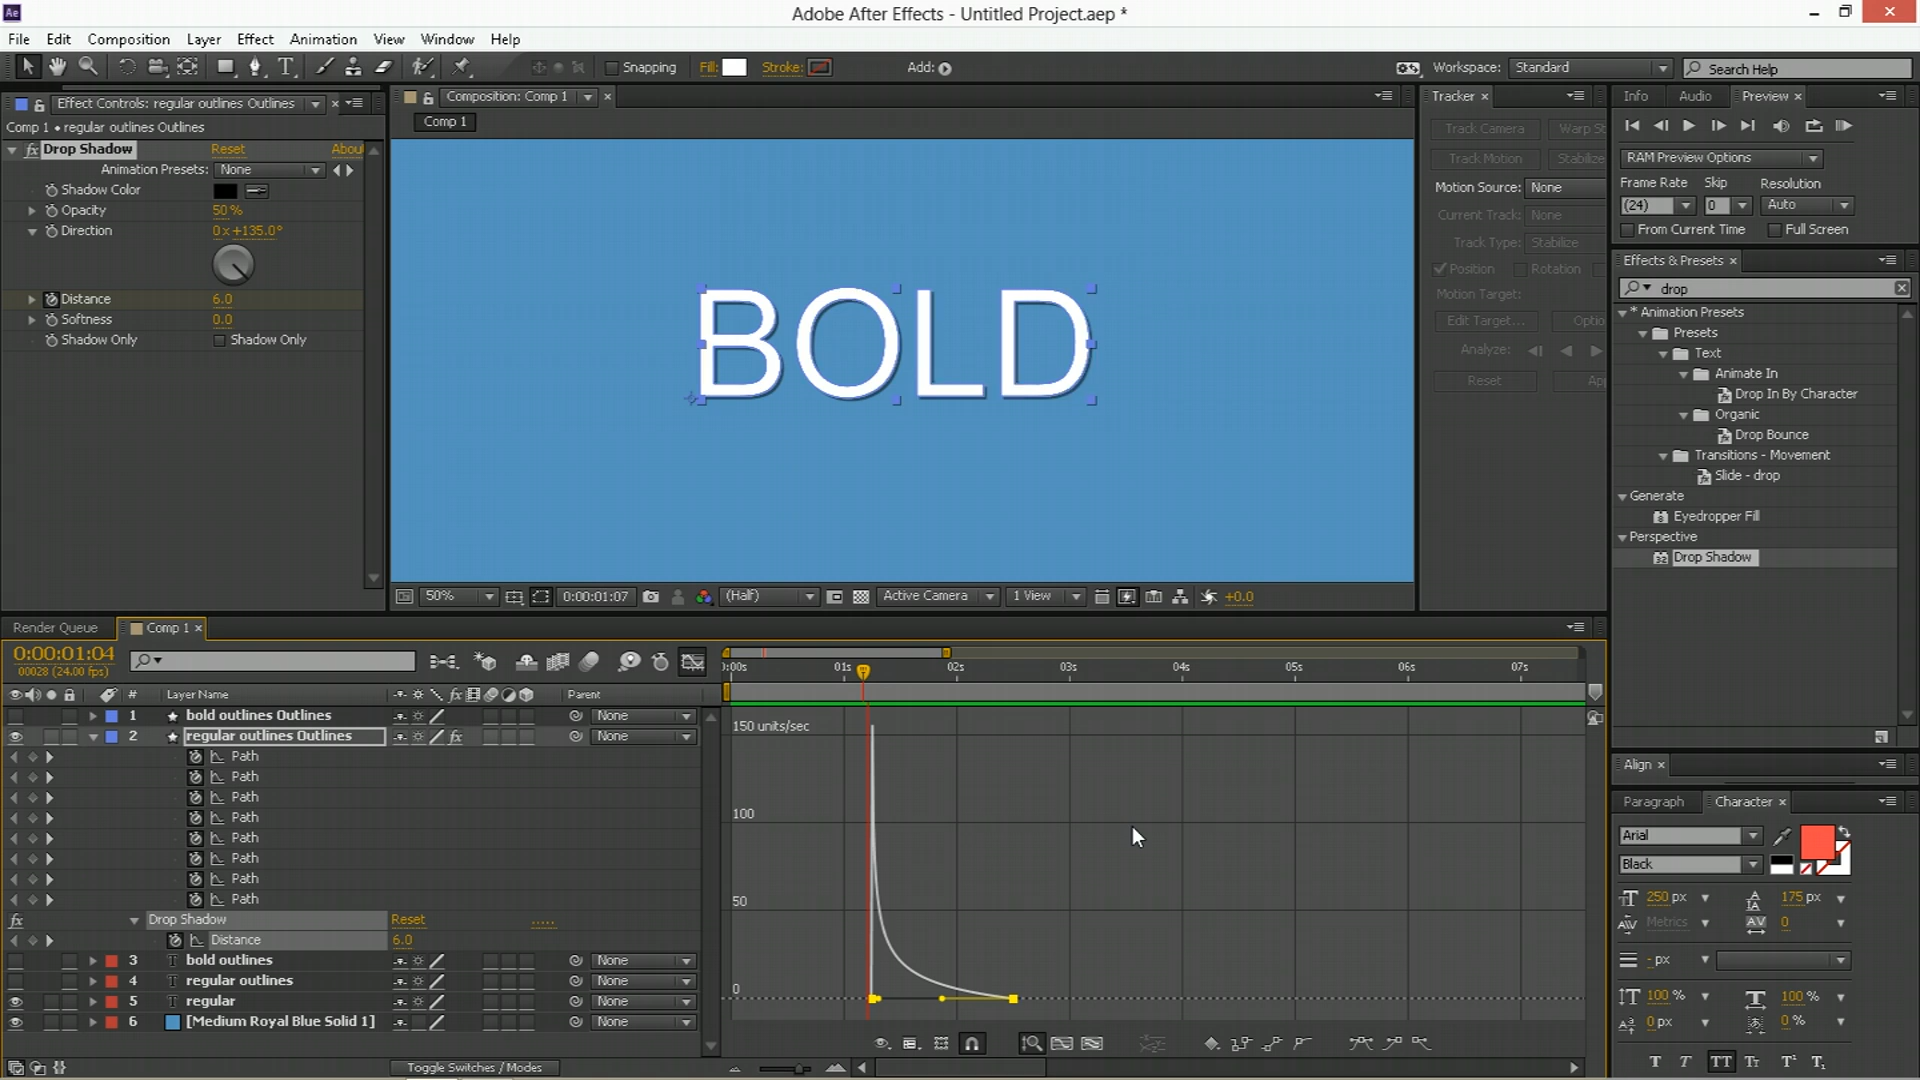 Adobe After Effects - Untitled Project.aep *
File Edit Composition Layer Effect Animation View Window Help
Snapping Fill: Stroke: Add: Workspace: Standard Search Help
Effect Controls: regular outlines Outlines
Comp 1 • regular outlines Outlines
fx Drop Shadow Reset Abou
Animation Presets: None
Shadow Color
Opacity 50 %
Direction 0 x +135.0°
Distance 6.0
Softness 0.0
Shadow Only Shadow Only
Composition: Comp 1
Comp 1
BOLD
50% 0:00:01:07 (Half) Active Camera 1 View +0.0
Tracker
Track Camera Warp St
Track Motion Stabilize
Motion Source: None
Current Track: None
Track Type: Stabilize
Position Rotation
Motion Target:
Edit Target... Optio
Analyze:
Reset Ap
Info Audio Preview
RAM Preview Options
Frame Rate Skip Resolution
(24) 0 Auto
From Current Time Full Screen
Effects & Presets
drop
* Animation Presets
Presets
Text
Animate In
Drop In By Character
Organic
Drop Bounce
Transitions - Movement
Slide - drop
Generate
Eyedropper Fill
Perspective
Drop Shadow
Align
Paragraph Character
Arial
Black
250 px 175 px
Metrics 0
- px
100 % 100 %
0 px 0 %
T T TT Tт T¹ T₁
Render Queue Comp 1
0:00:01:04
00028 (24.00 fps)
# Layer Name Parent
1 bold outlines Outlines None
2 regular outlines Outlines fx None
Path
Path
Path
Path
Path
Path
Path
Path
fx Drop Shadow Reset .....
Distance 6.0
3 T bold outlines None
4 T regular outlines None
5 T regular None
6 [Medium Royal Blue Solid 1] None
Toggle Switches / Modes
):00s 01s 02s 03s 04s 05s 06s 07s
150 units/sec
100
50
0